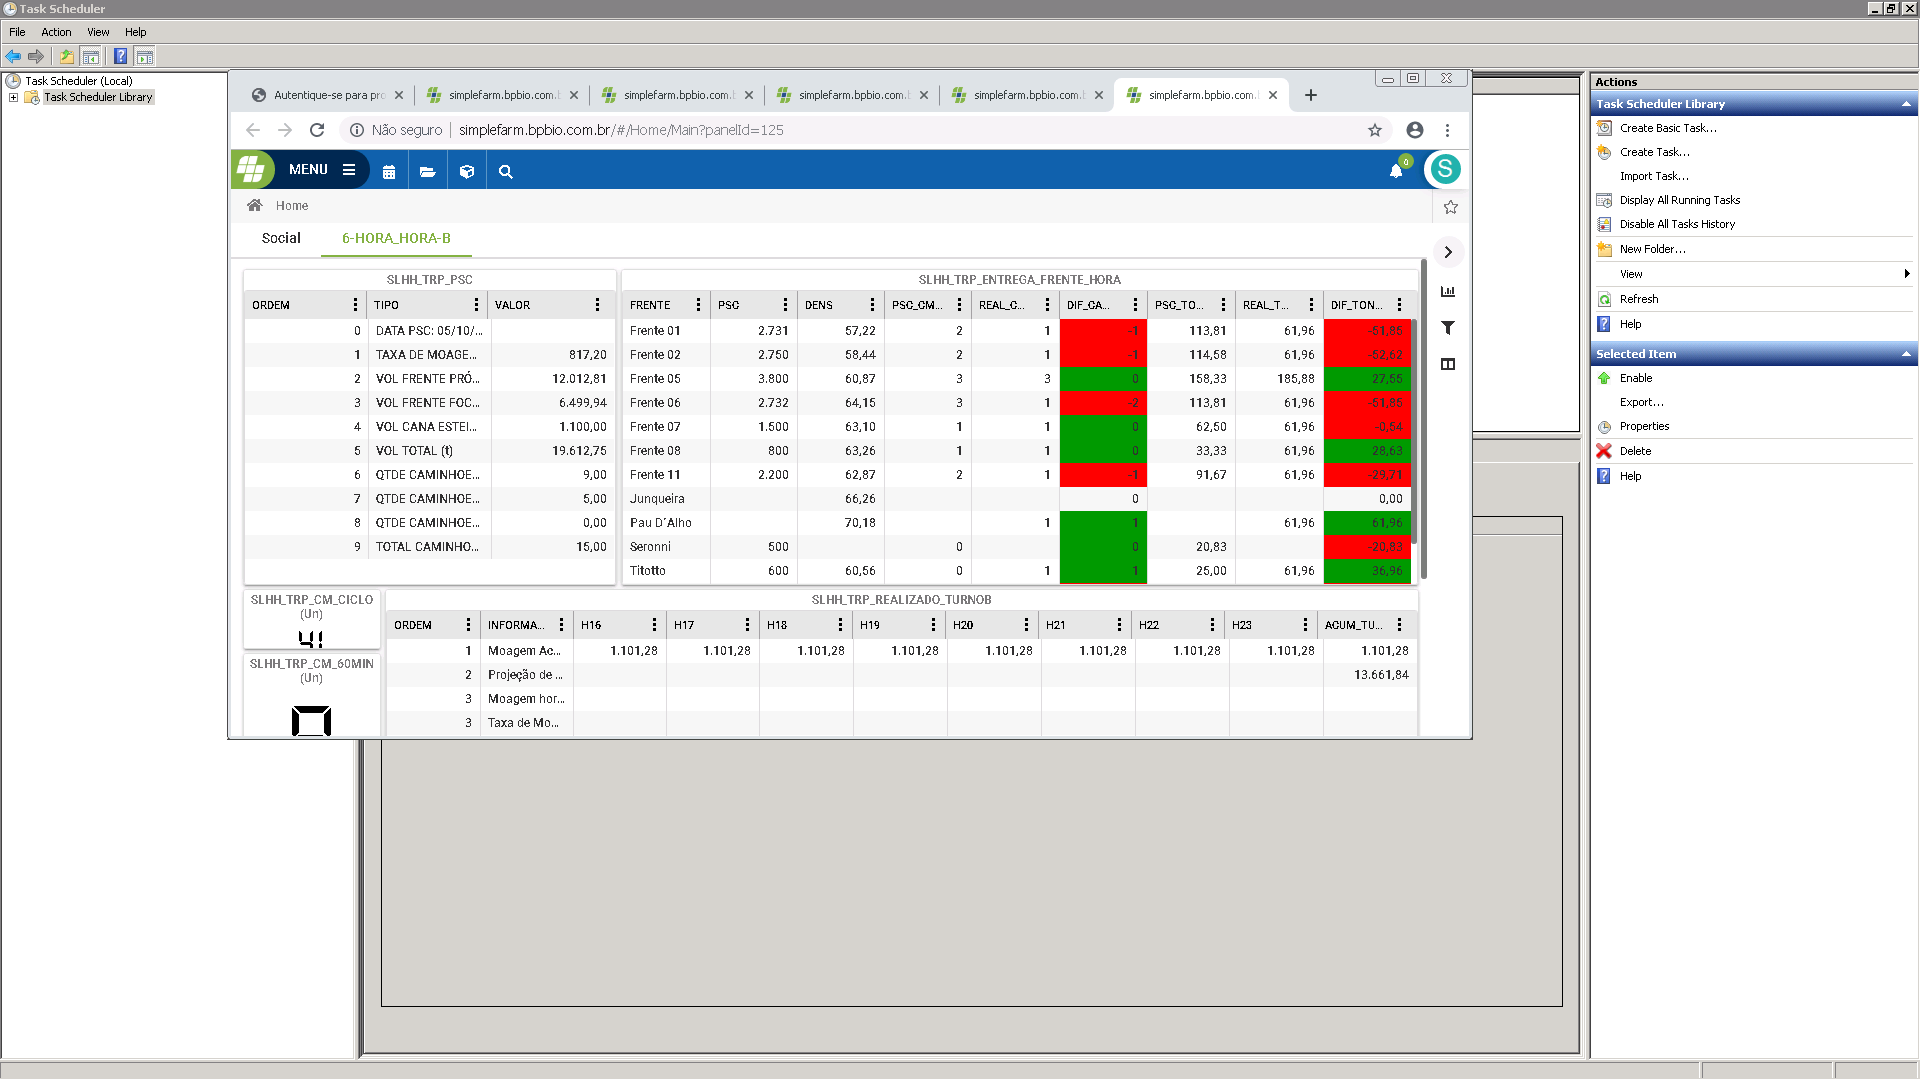 Task Scheduler
File Action View Help
Task Scheduler (Local)
Task Scheduler Library
Autentique-se para pro
simplefarm.bpbio.com.b
simplefarm.bpbio.com.b
simplefarm.bpbio.com.b
simplefarm.bpbio.com.b
simplefarm.bpbio.com.
Não seguro simplefarm.bpbio.com.br/#/Home/Main?panelId=125
MENU
0
S
Home
Social 6-HORA_HORA-B
SLHH_TRP_PSC
ORDEM TIPO VALOR
0 DATA PSC: 05/10/...
1 TAXA DE MOAGE... 817,20
2 VOL FRENTE PRÓ... 12.012,81
3 VOL FRENTE FOC... 6.499,94
4 VOL CANA ESTEI... 1.100,00
5 VOL TOTAL (t) 19.612,75
6 QTDE CAMINHOE... 9,00
7 QTDE CAMINHOE... 5,00
8 QTDE CAMINHOE... 0,00
9 TOTAL CAMINHO... 15,00
SLHH_TRP_ENTREGA_FRENTE_HORA
FRENTE PSC DENS PSC_CM... REAL_C... DIF_CA... PSC_TO... REAL_T... DIF_TON...
Frente 01 2.731 57,22 2 1 -1 113,81 61,96 51,85
Frente 02 2.750 58,44 2 1 -1 114,58 61,96 52,62
Frente 05 3.800 60,87 3 3 0 158,33 185,88 27,55
Frente 06 2.732 64,15 3 1 -2 113,81 61,96 51,85
Frente 07 1.500 63,10 1 1 0 62,50 61,96 -0,54
Frente 08 800 63,26 1 1 0 33,33 61,96 28,63
Frente 11 2.200 62,87 2 1 -1 91,67 61,96 -29,71
Junqueira 66,26 0 0,00
Pau D´Alho 70,18 1 1 61,96 61,96
Seronni 500 0 0 20,83 -20,83
Titotto 600 60,56 0 1 1 25,00 61,96 36,96
SLHH_TRP_CM_CICLO
(Un)
41
SLHH_TRP_CM_60MIN
(Un)
0
SLHH_TRP_REALIZADO_TURNOB
ORDEM INFORMA... H16 H17 H18 H19 H20 H21 H22 H23 ACUM_TU...
1 Moagem Ac... 1.101,28 1.101,28 1.101,28 1.101,28 1.101,28 1.101,28 1.101,28 1.101,28 1.101,28
2 Projeção de ... 13.661,84
3 Moagem hor...
3 Taxa de Mo...
Actions
Task Scheduler Library
Create Basic Task...
Create Task...
Import Task...
Display All Running Tasks
Disable All Tasks History
New Folder...
View
Refresh
Help
Selected Item
Enable
Export...
Properties
Delete
Help